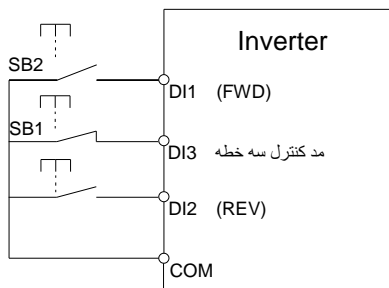 Inverter
SB2
DI1 (FWD)
SB1
DI3 مد کنترل سه خطه
DI2 (REV)
COM